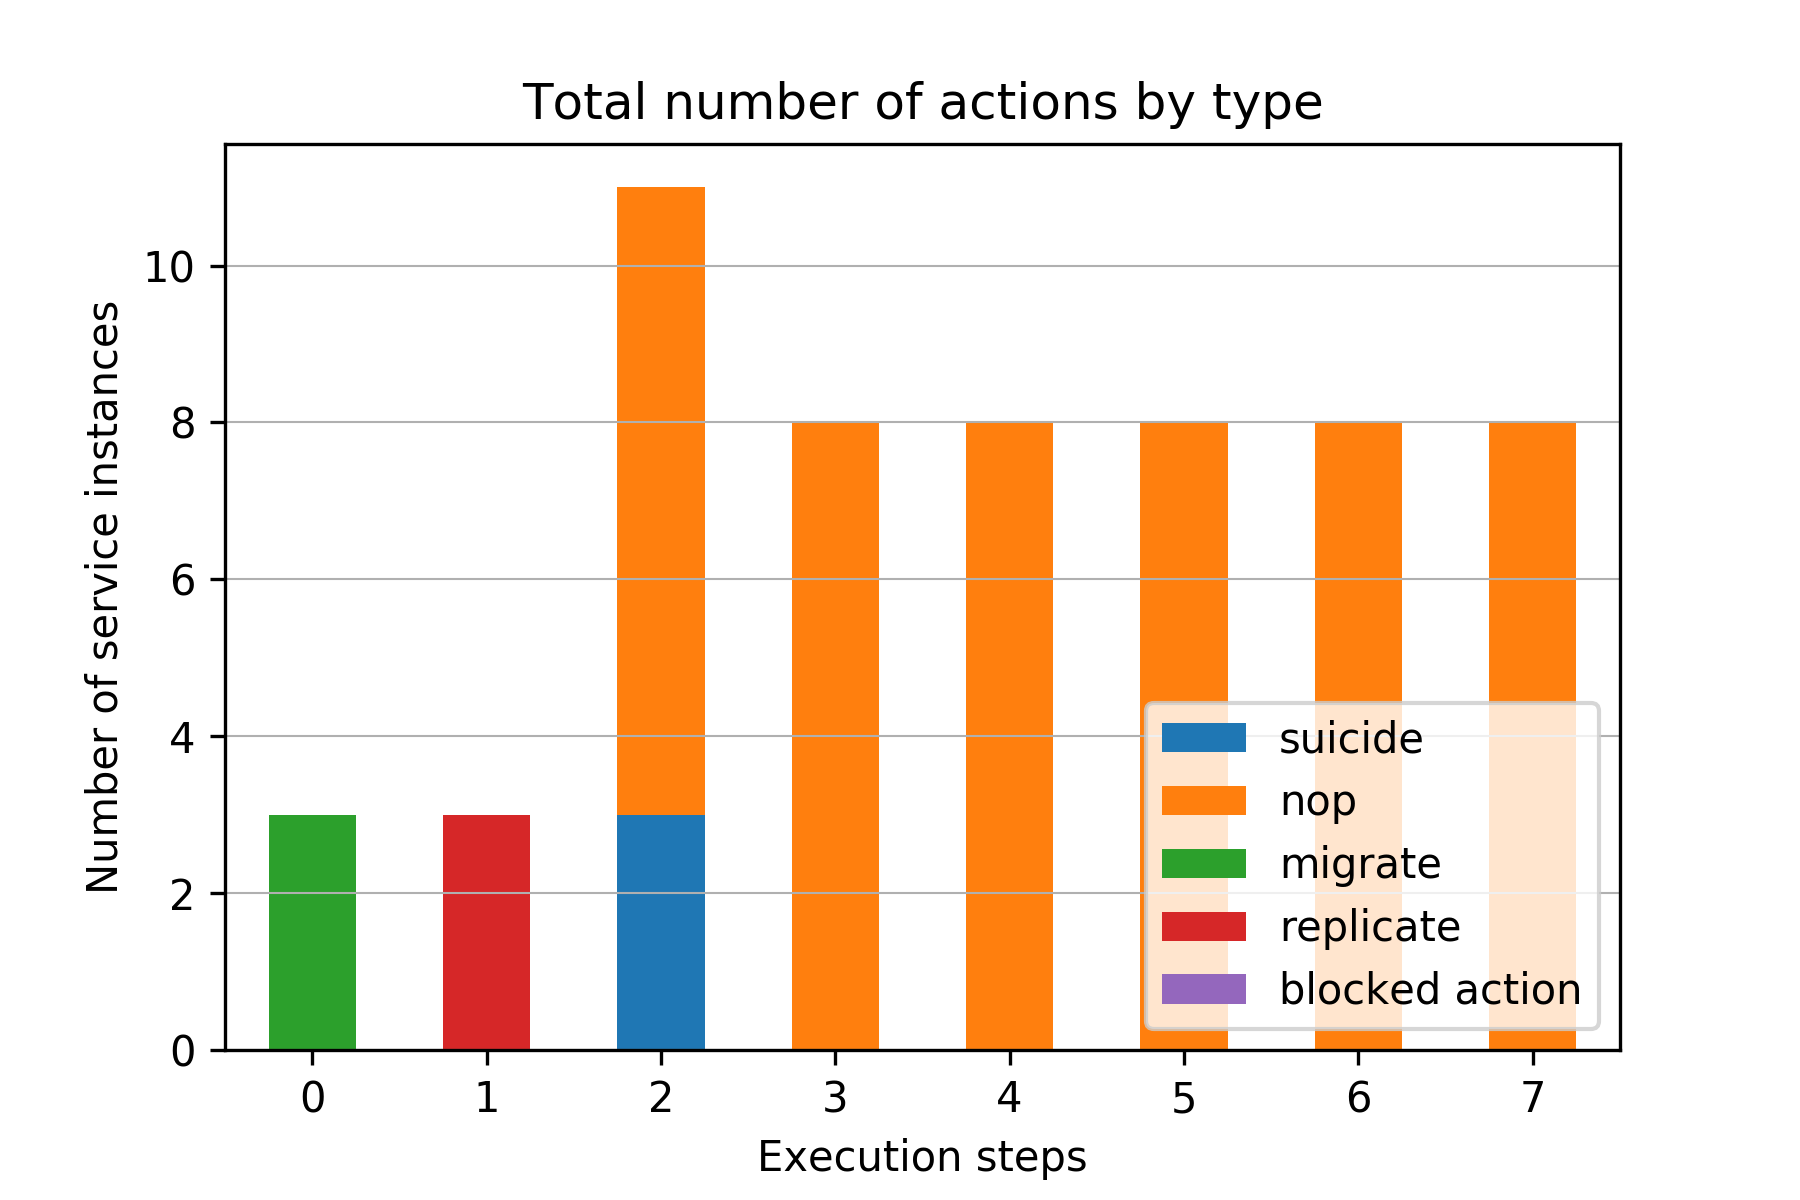 Total number of actions by type
Number of service instances
10
8
6
4
2
0
suicide
nop
migrate
replicate
blocked action
0 1 2 3 4 5 6 7
Execution steps